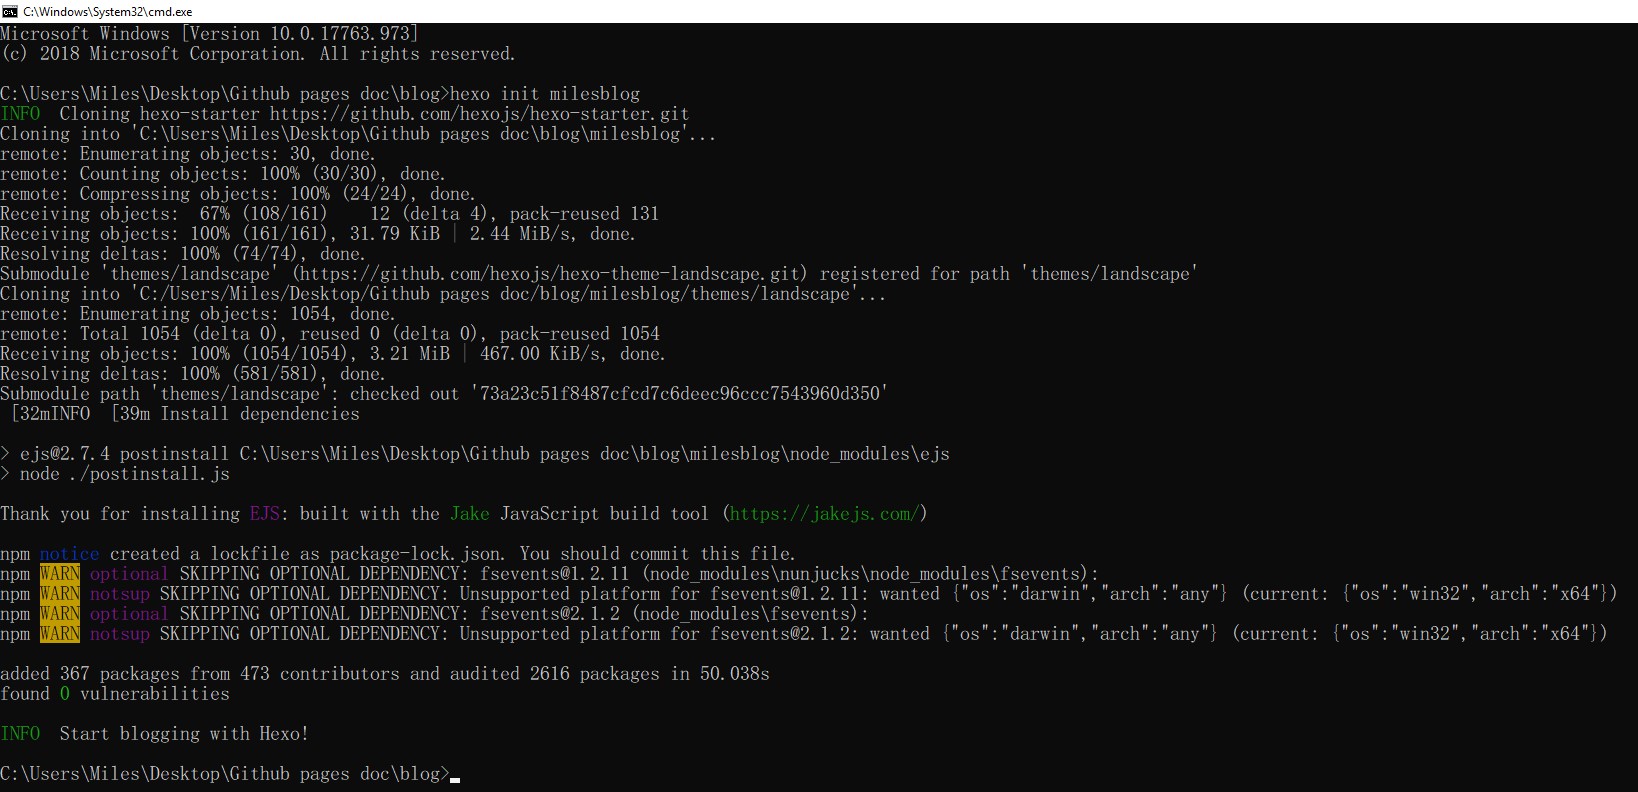 C:\Windows\System32\cmd.exe
Microsoft Windows [Version 10.0.17763.973]
(c) 2018 Microsoft Corporation. All rights reserved.
C:\Users\Miles\Desktop\Github pages doc\blog>hexo init milesblog
INFO  Cloning hexo-starter https://github.com/hexojs/hexo-starter.git
Cloning into 'C:\Users\Miles\Desktop\Github pages doc\blog\milesblog'...
remote: Enumerating objects: 30, done.
remote: Counting objects: 100% (30/30), done.
remote: Compressing objects: 100% (24/24), done.
Receiving objects:  67% (108/161)    12 (delta 4), pack-reused 131
Receiving objects: 100% (161/161), 31.79 KiB | 2.44 MiB/s, done.
Resolving deltas: 100% (74/74), done.
Submodule 'themes/landscape' (https://github.com/hexojs/hexo-theme-landscape.git) registered for path 'themes/landscape'
Cloning into 'C:/Users/Miles/Desktop/Github pages doc/blog/milesblog/themes/landscape'...
remote: Enumerating objects: 1054, done.
remote: Total 1054 (delta 0), reused 0 (delta 0), pack-reused 1054
Receiving objects: 100% (1054/1054), 3.21 MiB | 467.00 KiB/s, done.
Resolving deltas: 100% (581/581), done.
Submodule path 'themes/landscape': checked out '73a23c51f8487cfcd7c6deec96ccc7543960d350'
[32mINFO  [39m Install dependencies
> ejs@2.7.4 postinstall C:\Users\Miles\Desktop\Github pages doc\blog\milesblog\node_modules\ejs
> node ./postinstall.js
Thank you for installing EJS: built with the Jake JavaScript build tool (https://jakejs.com/)
npm notice created a lockfile as package-lock.json. You should commit this file.
npm WARN optional SKIPPING OPTIONAL DEPENDENCY: fsevents@1.2.11 (node_modules\nunjucks\node_modules\fsevents):
npm WARN notsup SKIPPING OPTIONAL DEPENDENCY: Unsupported platform for fsevents@1.2.11: wanted {"os":"darwin","arch":"any"} (current: {"os":"win32","arch":"x64"})
npm WARN optional SKIPPING OPTIONAL DEPENDENCY: fsevents@2.1.2 (node_modules\fsevents):
npm WARN notsup SKIPPING OPTIONAL DEPENDENCY: Unsupported platform for fsevents@2.1.2: wanted {"os":"darwin","arch":"any"} (current: {"os":"win32","arch":"x64"})
added 367 packages from 473 contributors and audited 2616 packages in 50.038s
found 0 vulnerabilities
INFO  Start blogging with Hexo!
C:\Users\Miles\Desktop\Github pages doc\blog>